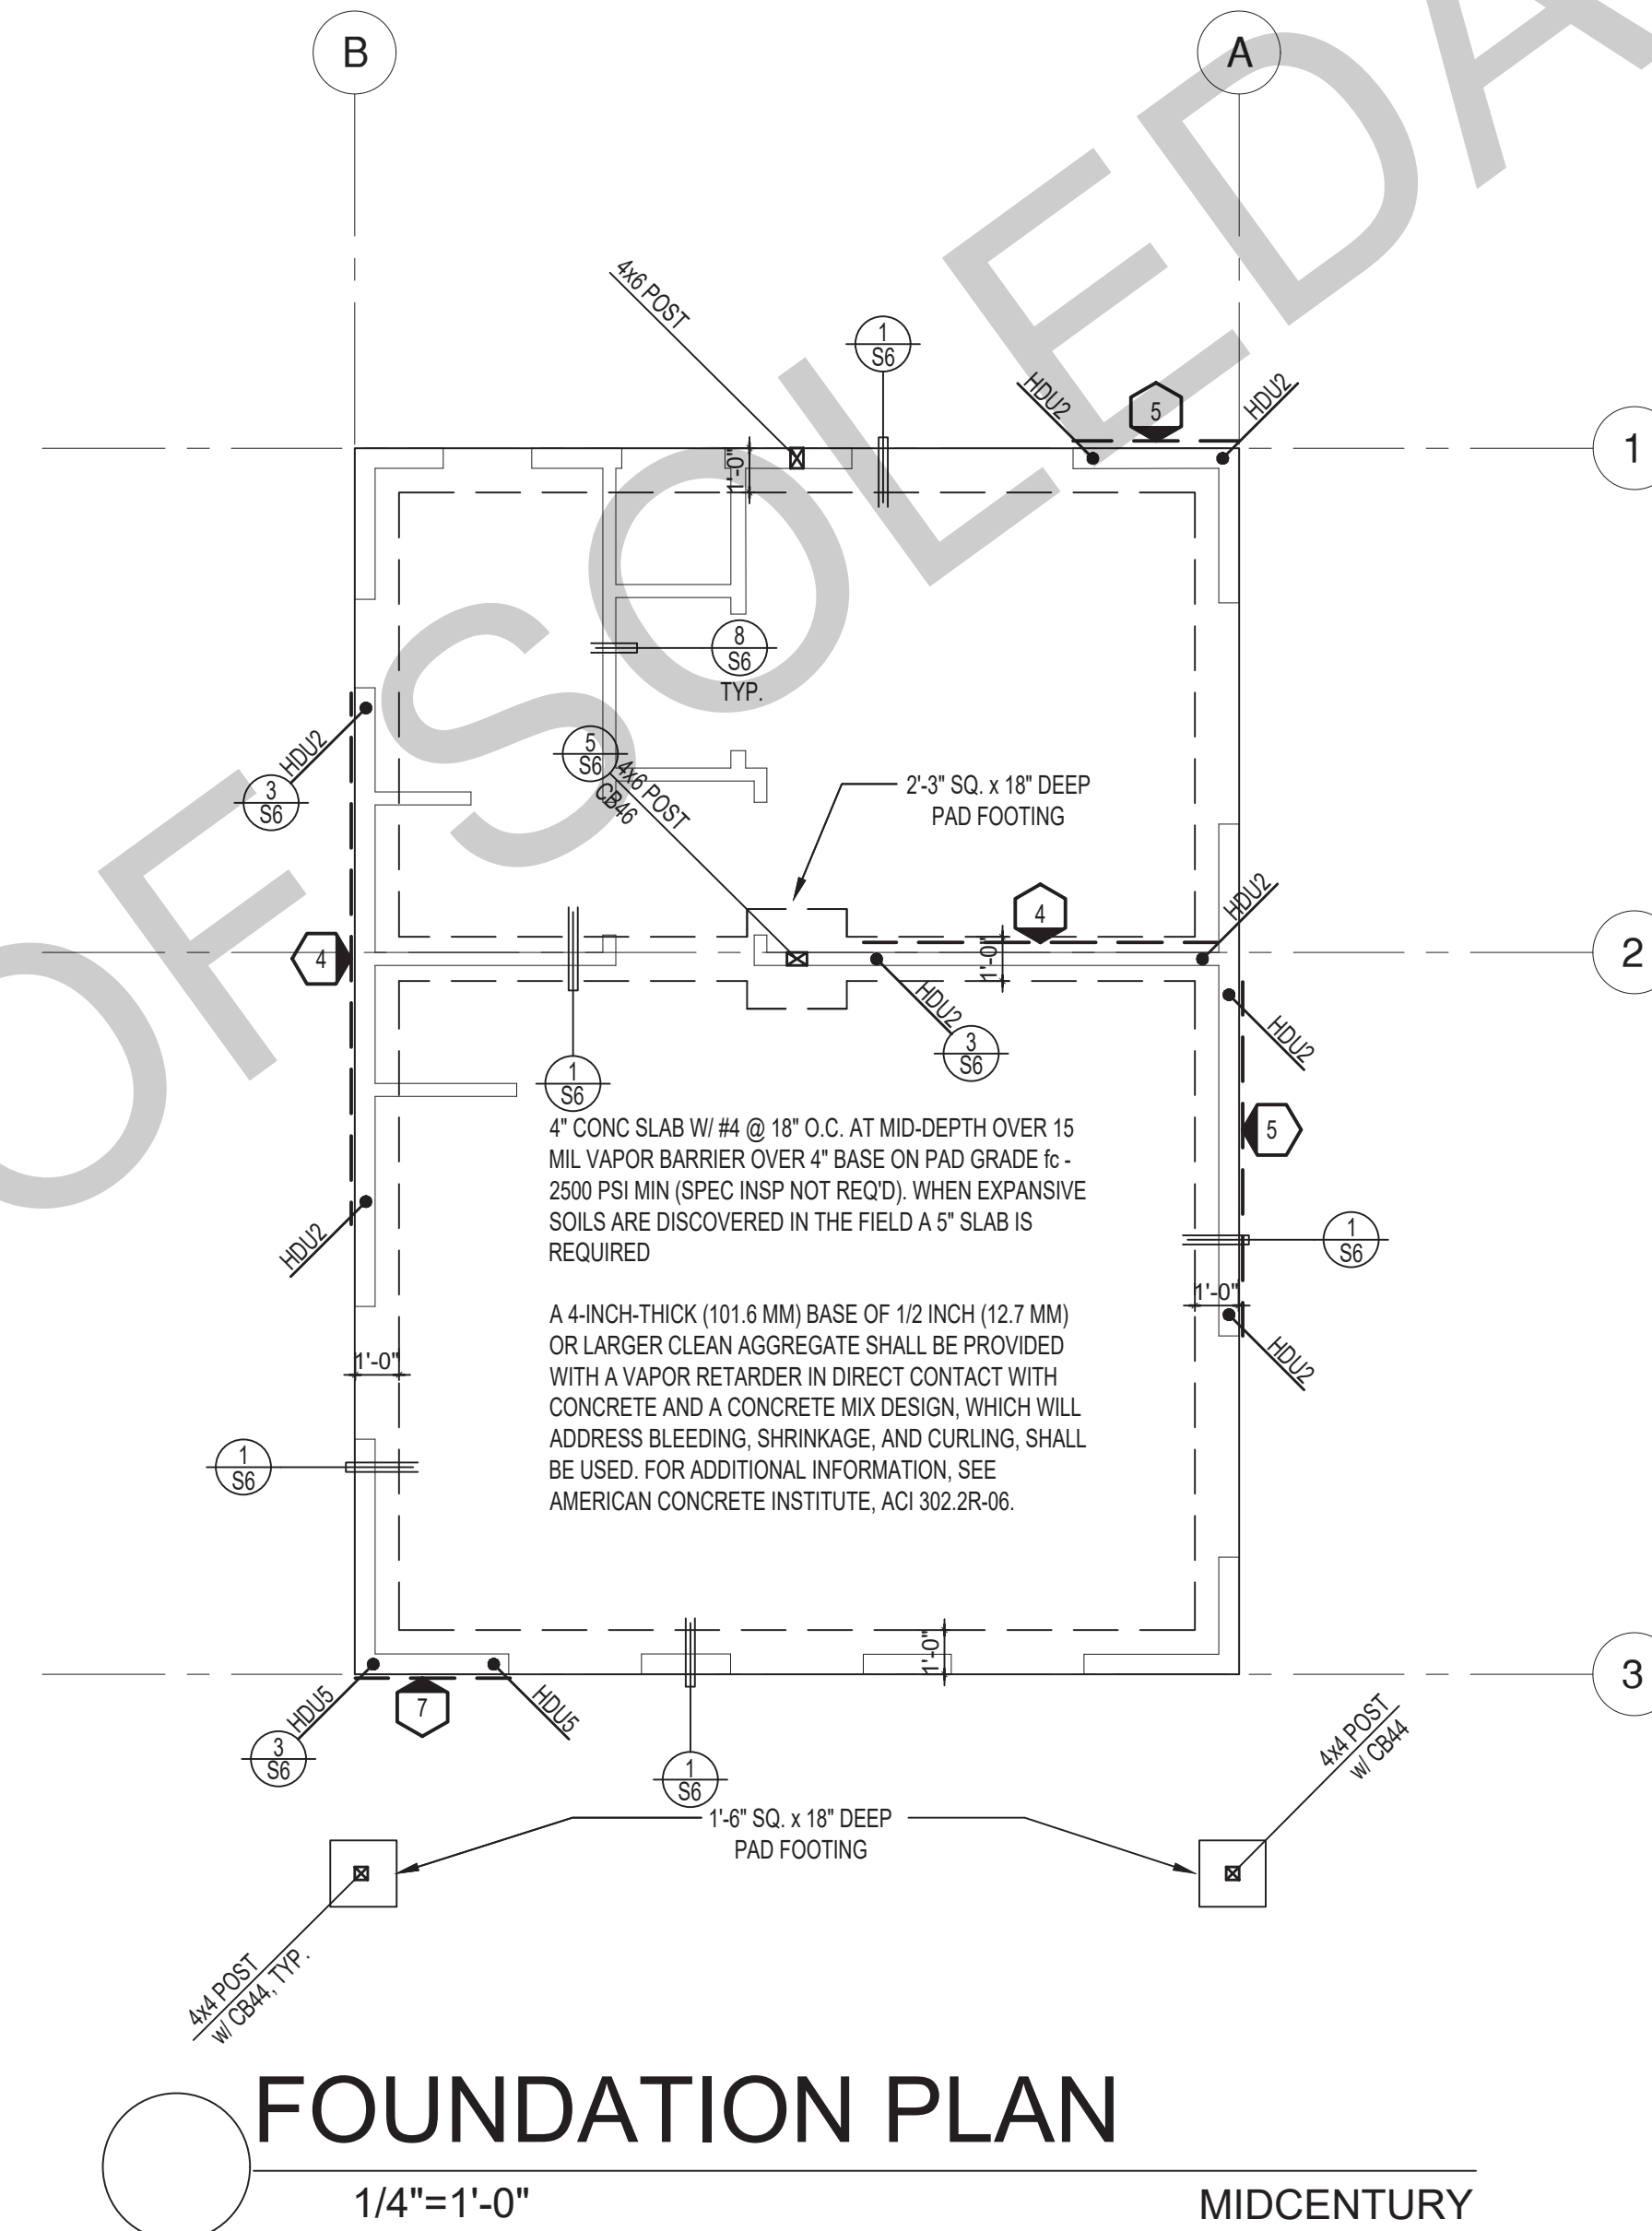 B
A
4x6 POST
1
S6
HDU2
5
HDU2
1
1'-0"
8
S6
TYP.
HDU2
3
S6
5
S6
4x6 POST
CB46
2'-3" SQ. x 18" DEEP
PAD FOOTING
4
HDU2
4
2
1'-0"
HDU2
3
S6
HDU2
1
S6
4" CONC SLAB W/ #4 @ 18" O.C. AT MID-DEPTH OVER 15
MIL VAPOR BARRIER OVER 4" BASE ON PAD GRADE fc -
2500 PSI MIN (SPEC INSP NOT REQ'D). WHEN EXPANSIVE
SOILS ARE DISCOVERED IN THE FIELD A 5" SLAB IS
REQUIRED
5
HDU2
1
S6
1'-0"
A 4-INCH-THICK (101.6 MM) BASE OF 1/2 INCH (12.7 MM)
OR LARGER CLEAN AGGREGATE SHALL BE PROVIDED
WITH A VAPOR RETARDER IN DIRECT CONTACT WITH
CONCRETE AND A CONCRETE MIX DESIGN, WHICH WILL
ADDRESS BLEEDING, SHRINKAGE, AND CURLING, SHALL
BE USED. FOR ADDITIONAL INFORMATION, SEE
AMERICAN CONCRETE INSTITUTE, ACI 302.2R-06.
HDU2
1'-0"
1
S6
1'-0"
3
HDU5
3
S6
7
HDU5
1
S6
4x4 POST
w/ CB44
1'-6" SQ. x 18" DEEP
PAD FOOTING
4x4 POST
w/ CB44, TYP.
FOUNDATION PLAN
1/4"=1'-0"
MIDCENTURY
OF SOLEDA